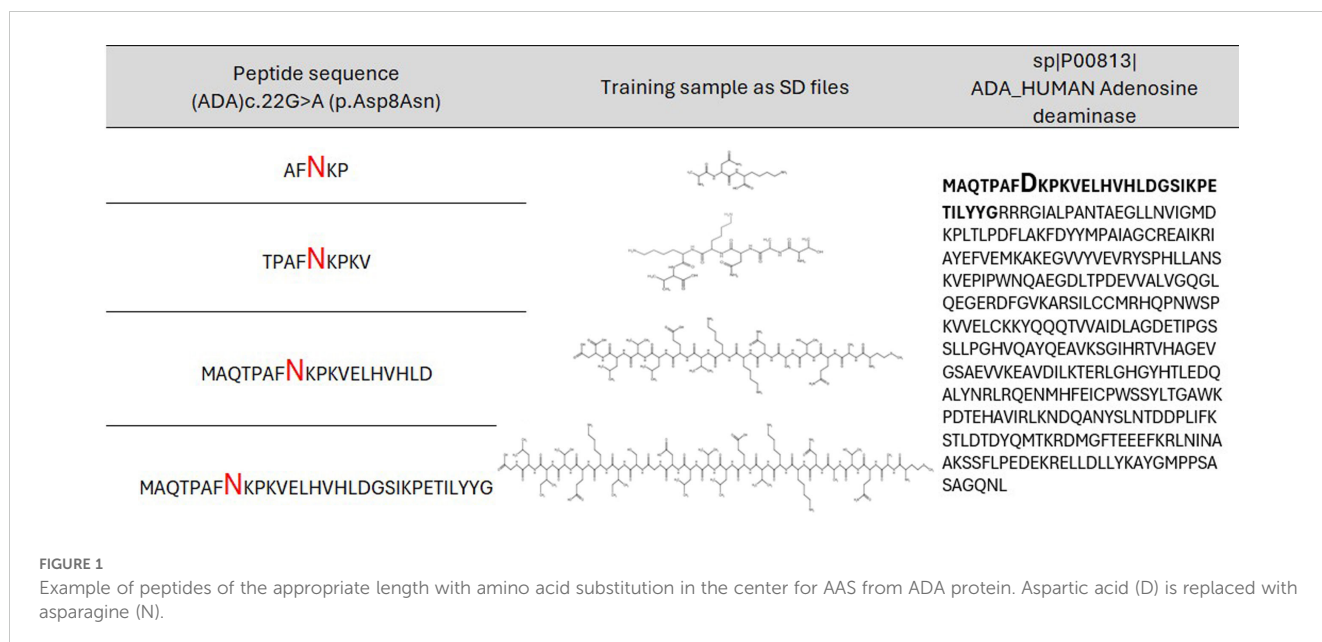 Peptide sequence
(ADA)c.22G>A (p.Asp8Asn)
Training sample as SD files
sp|P00813|
ADA_HUMAN Adenosine
deaminase
AFNKP
TPAFNKPKV
MAQTPAFNKPKVELHVHLD
MAQTPAFNKPKVELHVHLDGSIKPETILYYG
MAQTPAFDKPKVELHVHLDGSIKPE
TILYYGRRRGIALPANTAEGLLNVIGMD
KPLTLPDFLAKFDYYMPAIAGCREAIKRI
AYEFVEMKAKEGVVYVEVRYSPHLLANS
KVEPIPWNQAEGDLTPDEVVALVGQGL
QEGERDFGVKARSILCCMRHQPNWSP
KVVELCKKYQQQTVVAIDLAGDETIPGS
SLLPGHVQAYQEAVKSGIHRTVHAGEV
GSAEVVKEAVDILKTERLGHGYHTLEDQ
ALYNRLRQENMHFEICPWSSYLTGAWK
PDTEHAVIRLKNDQANYSLNTDDPLIFK
STLDTDYQMTKRDMGFTEEEFKRLNINA
AKSSFLPEDEKRELLDLLYKAYGMPPSA
SAGQNL
FIGURE 1
Example of peptides of the appropriate length with amino acid substitution in the center for AAS from ADA protein. Aspartic acid (D) is replaced with
asparagine (N).